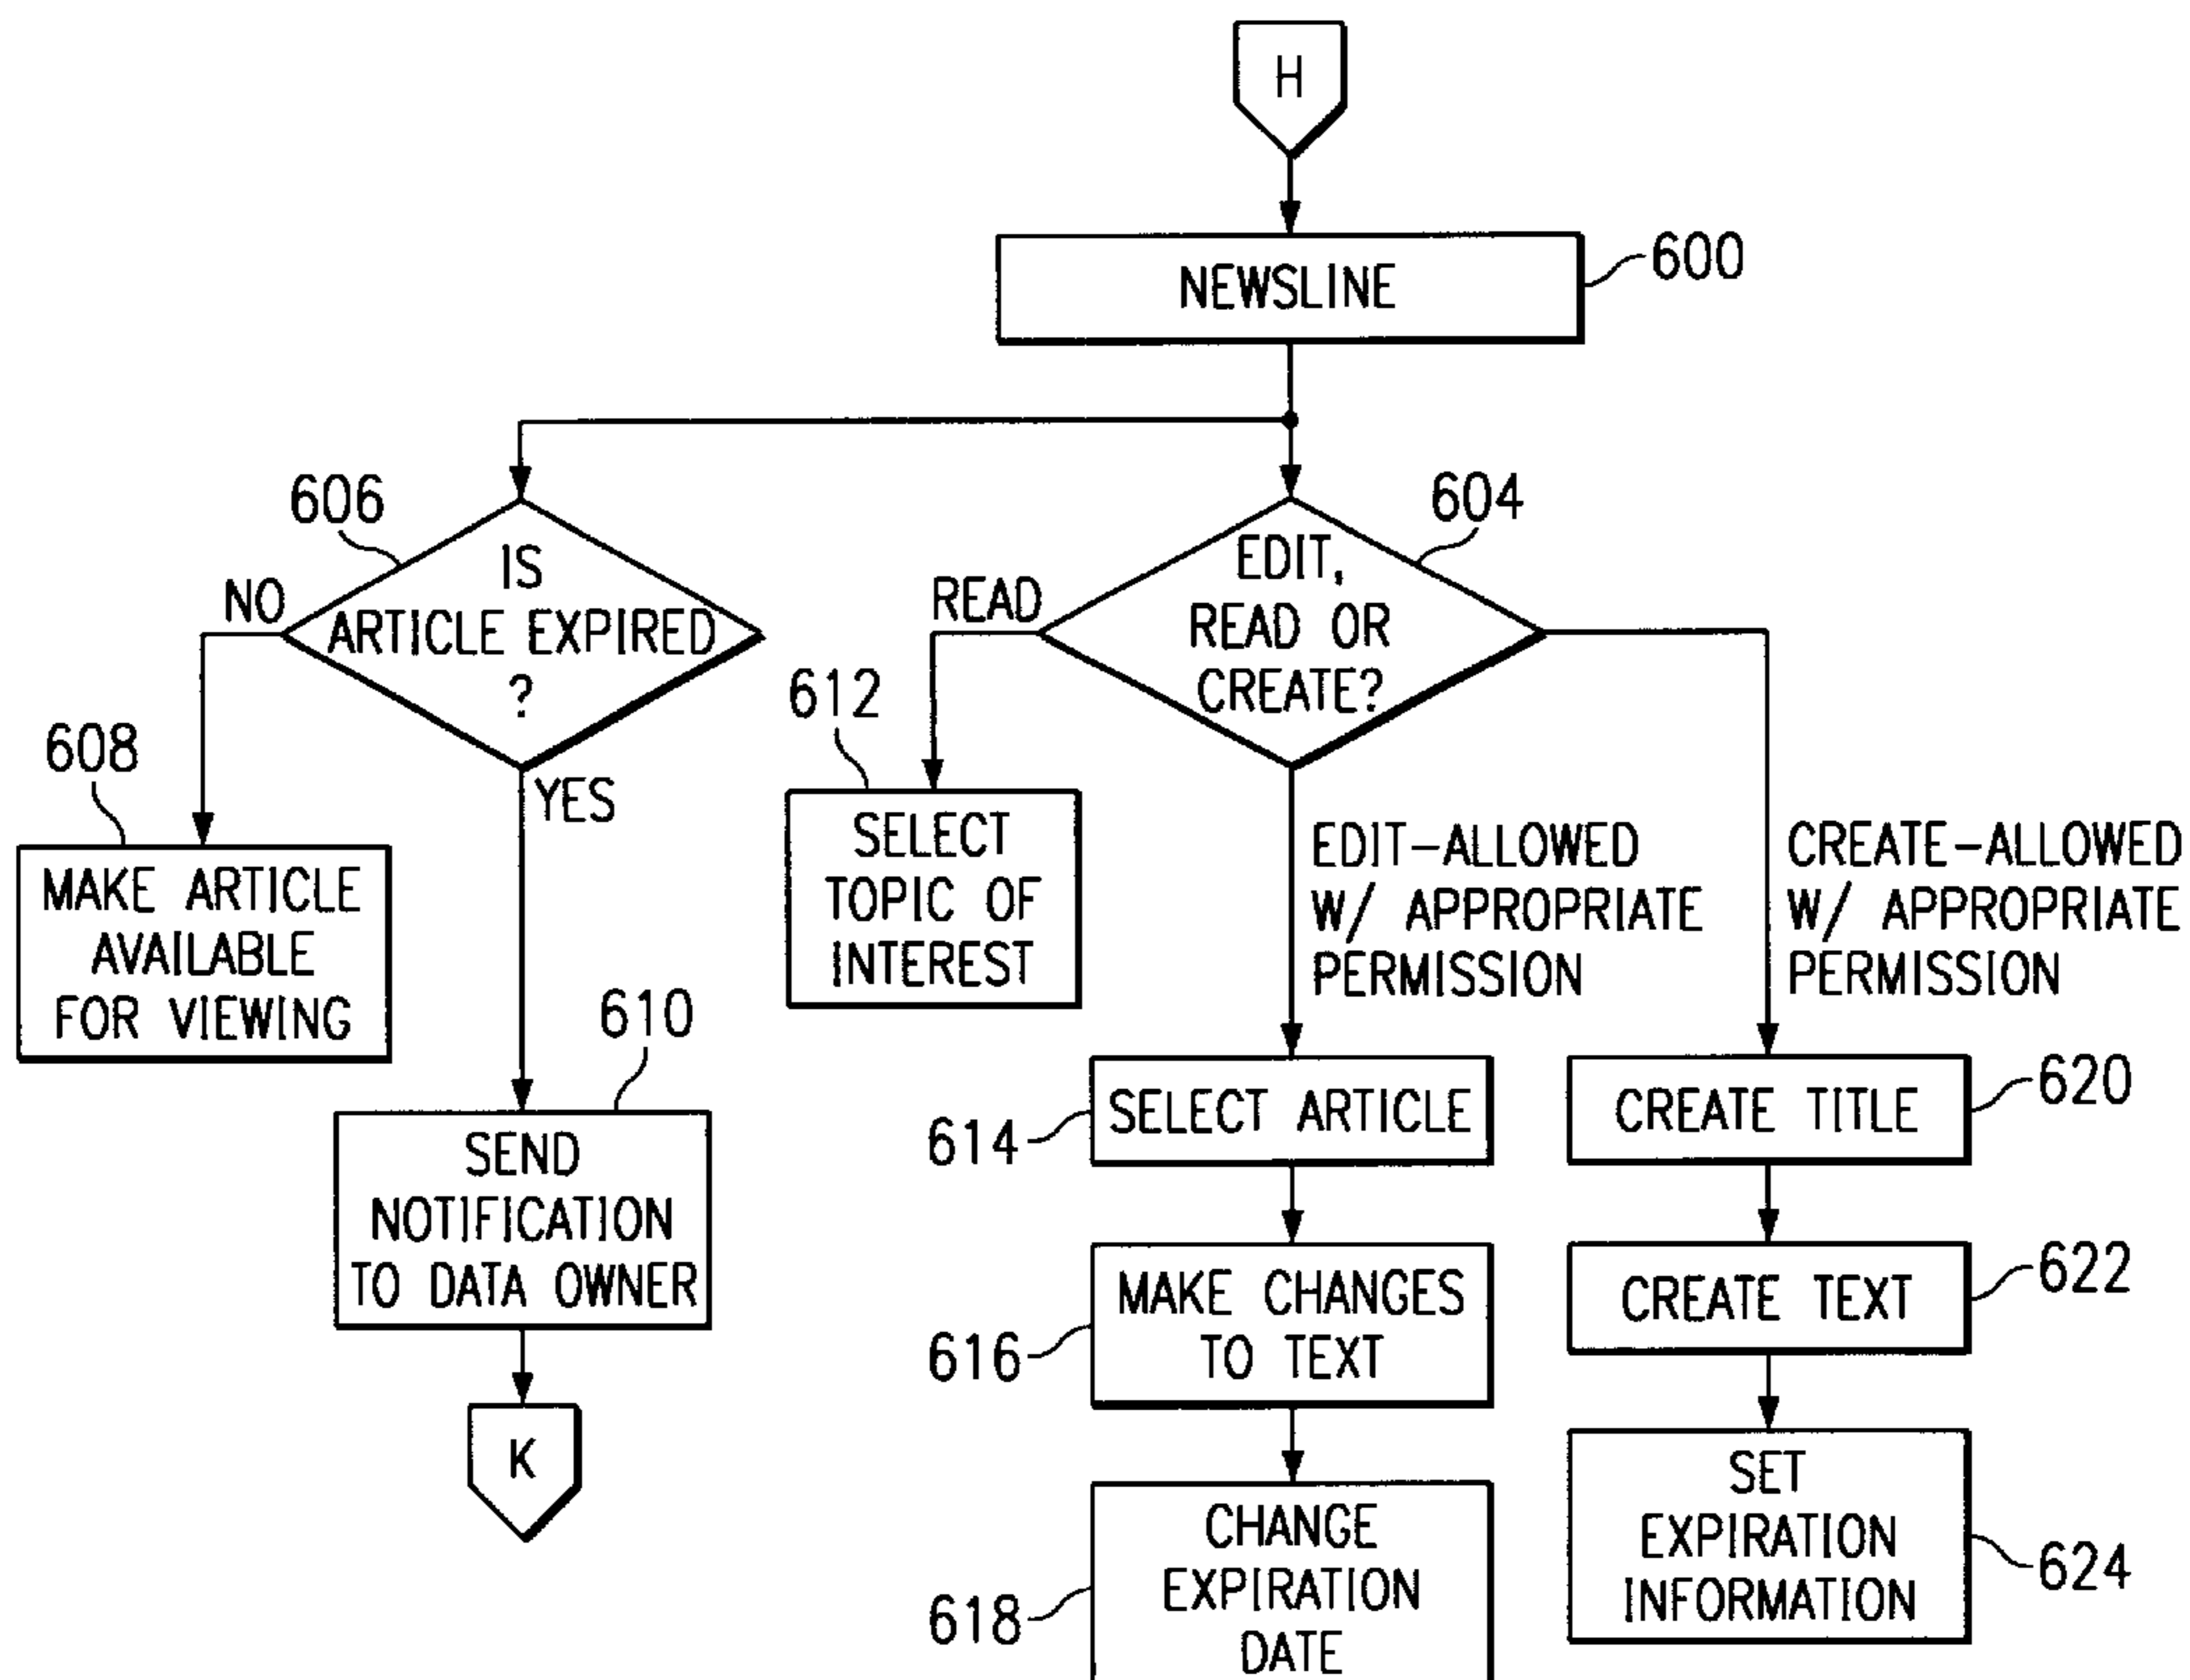 H
NEWSLINE
600
606
IS
ARTICLE EXPIRED
?
NO
YES
604
EDIT,
READ OR
CREATE?
READ
608
MAKE ARTICLE
AVAILABLE
FOR VIEWING
612
SELECT
TOPIC OF
INTEREST
EDIT-ALLOWED
W/ APPROPRIATE
PERMISSION
CREATE-ALLOWED
W/ APPROPRIATE
PERMISSION
610
SEND
NOTIFICATION
TO DATA OWNER
K
614
SELECT ARTICLE
616
MAKE CHANGES
TO TEXT
618
CHANGE
EXPIRATION
DATE
620
CREATE TITLE
622
CREATE TEXT
624
SET
EXPIRATION
INFORMATION